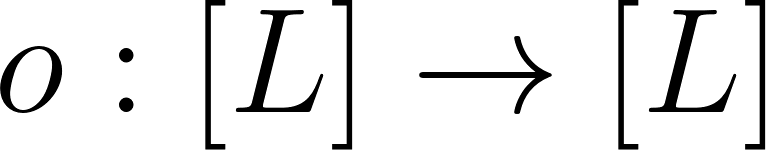 o : [L] → [L]